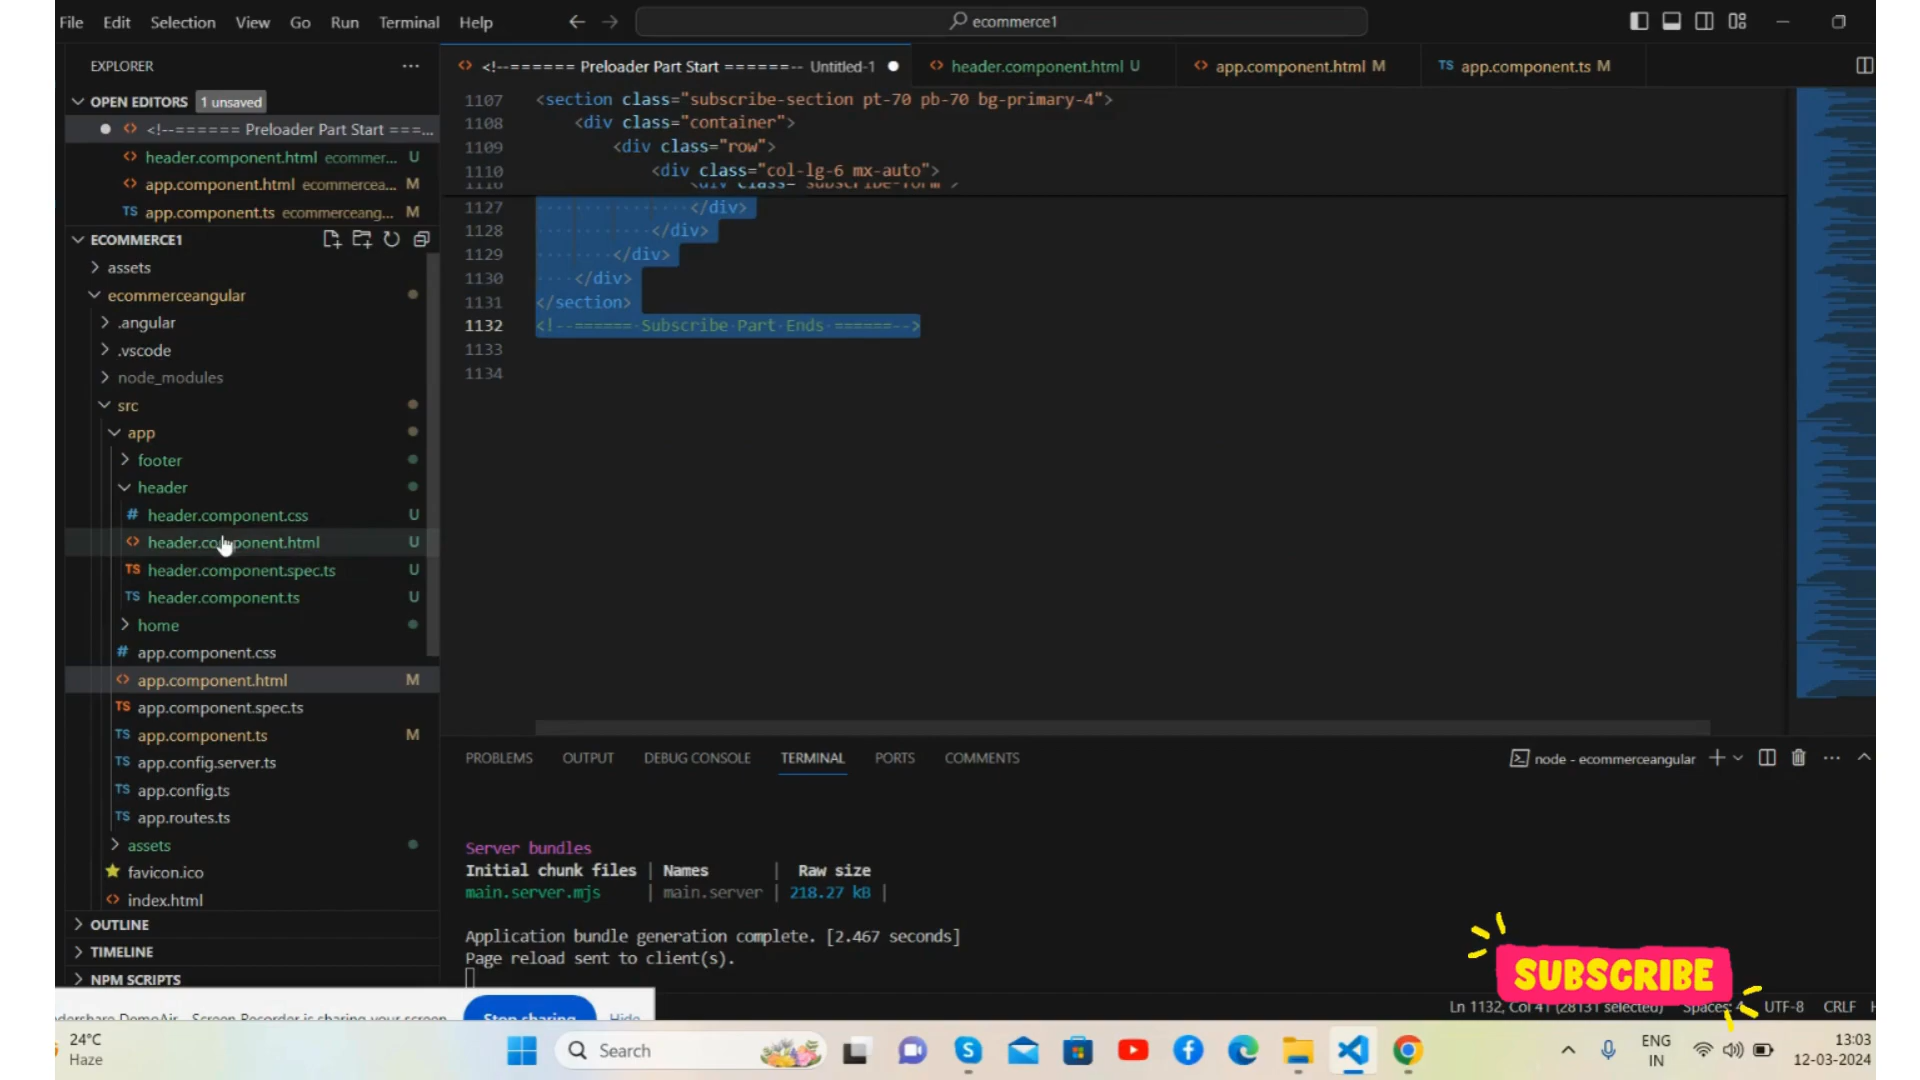 File Edit Selection View Go Run Terminal Help
ecommerce1
EXPLORER
OPEN EDITORS 1 unsaved
<!--====== Preloader Part Start ====...
header.component.html ecommer... U
app.component.html ecommercea... M
app.component.ts ecommerceang... M
ECOMMERCE1
assets
ecommerceangular
.angular
.vscode
node_modules
src
app
footer
header
header.component.css U
header.component.html U
header.component.spec.ts U
header.component.ts U
home
app.component.css
app.component.html M
app.component.spec.ts
app.component.ts M
app.config.server.ts
app.config.ts
app.routes.ts
assets
favicon.ico
index.html
OUTLINE
TIMELINE
NPM SCRIPTS
<!--====== Preloader Part Start ======-- Untitled-1
header.component.html U
app.component.html M
app.component.ts M
1107 <section class="subscribe-section pt-70 pb-70 bg-primary-4">
1108 <div class="container">
1109 <div class="row">
1110 <div class="col-lg-6 mx-auto">
1116 <div class="subscribe-form">
1127 </div>
1128 </div>
1129 </div>
1130 </div>
1131 </section>
1132 <!--====== Subscribe Part Ends ======-->
1133
1134
PROBLEMS OUTPUT DEBUG CONSOLE TERMINAL PORTS COMMENTS
node - ecommerceangular
Server bundles
Initial chunk files | Names | Raw size
main.server.mjs | main.server | 218.27 kB |
Application bundle generation complete. [2.467 seconds]
Page reload sent to client(s).
SUBSCRIBE
Ln 1132, Col 41 (28131 selected) Spaces: 4 UTF-8 CRLF
DemoAir - Screen Recorder is sharing your screen.
Stop sharing
Hide
24°C
Haze
Search
ENG
IN
13:03
12-03-2024